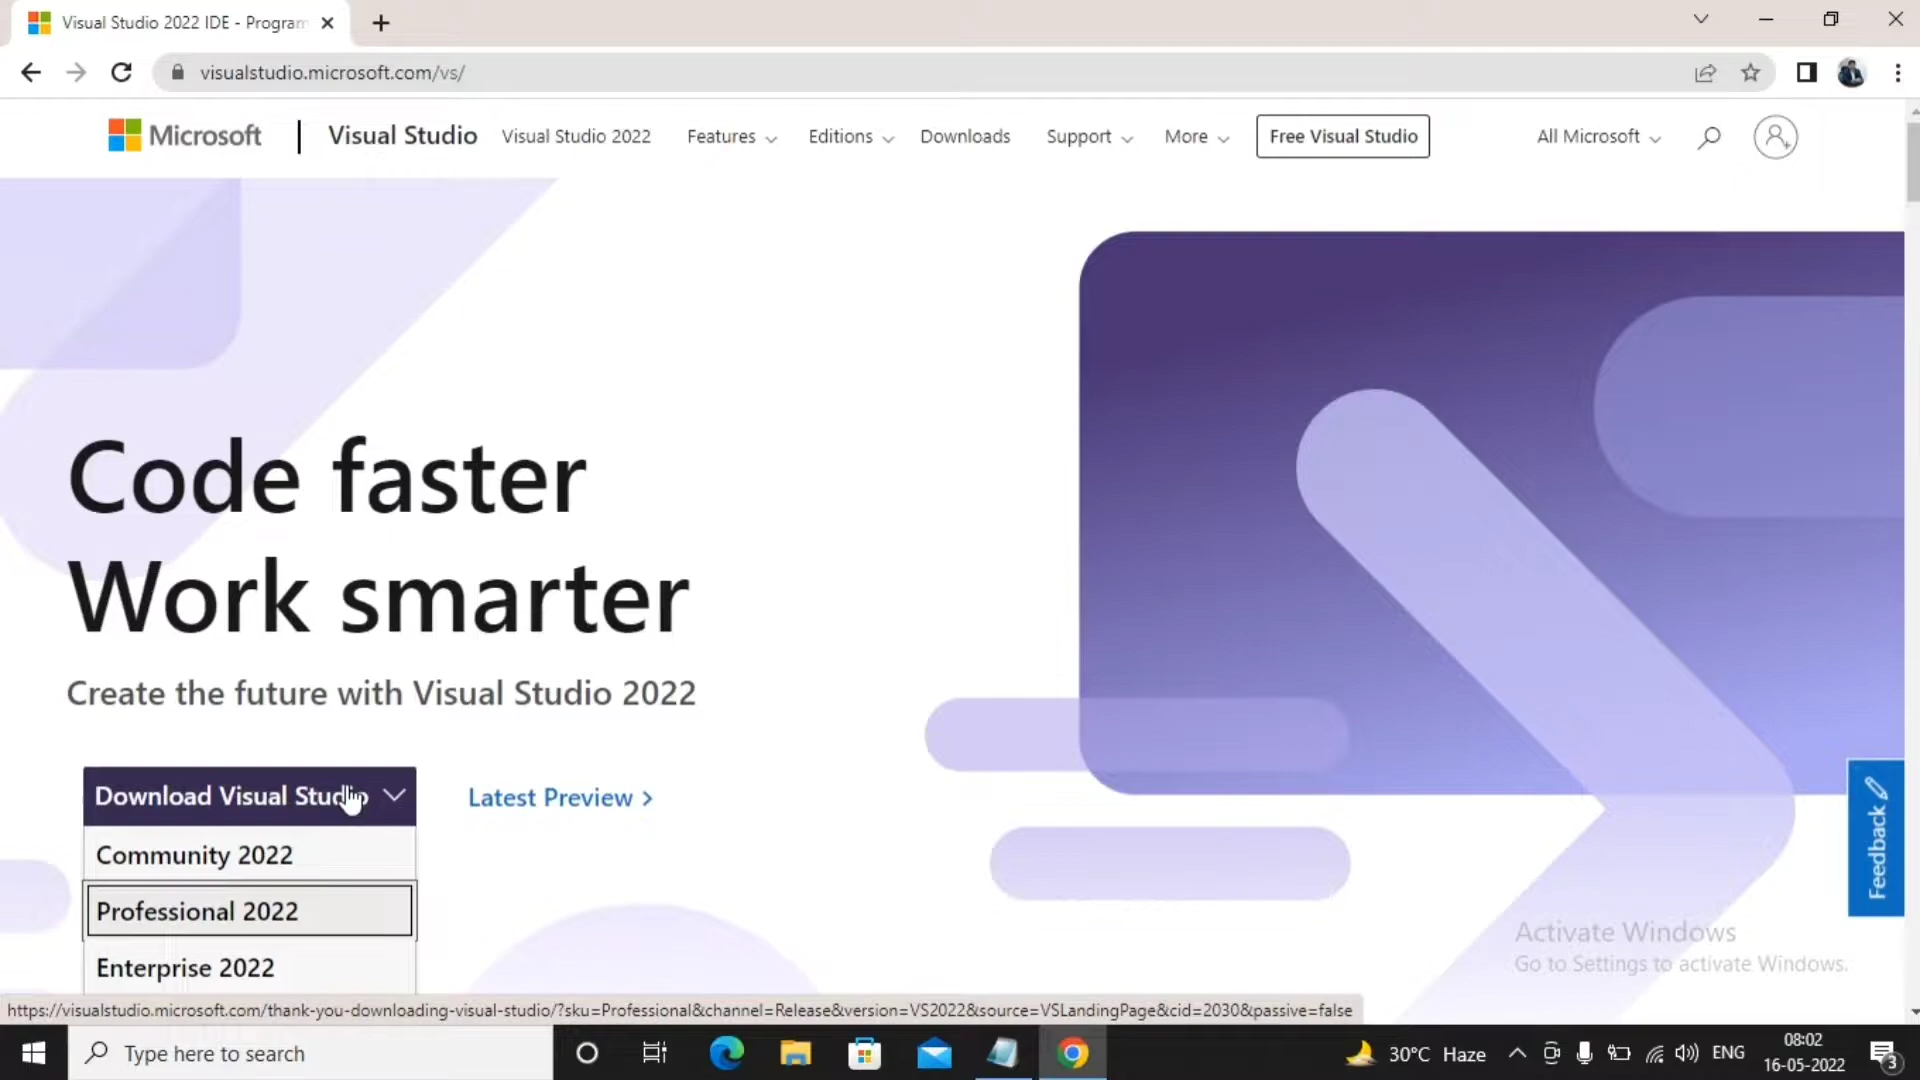 Visual Studio 2022 IDE - Program
visualstudio.microsoft.com/vs/
Microsoft
Visual Studio
Visual Studio 2022
Features
Editions
Downloads
Support
More
Free Visual Studio
All Microsoft
Code faster
Work smarter
Create the future with Visual Studio 2022
Download Visual Studio
Latest Preview
Community 2022
Professional 2022
Enterprise 2022
Feedback
Activate Windows
Go to Settings to activate Windows.
https://visualstudio.microsoft.com/thank-you-downloading-visual-studio/?sku=Professional&channel=Release&version=VS2022&source=VSLandingPage&cid=2030&passive=false
Type here to search
30°C Haze
ENG
08:02
16-05-2022
3